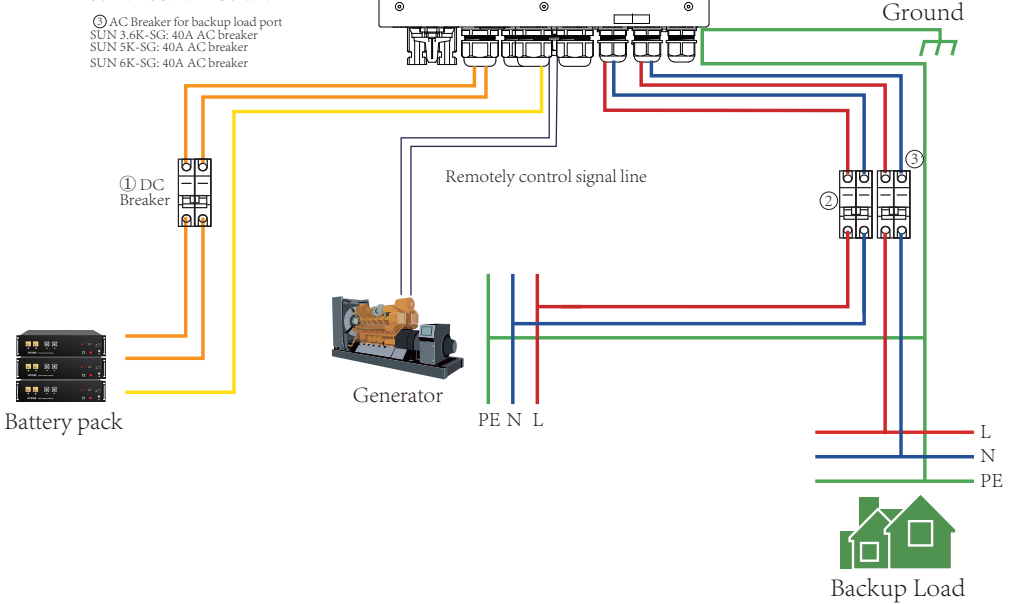 ③ AC Breaker for backup load port
SUN 3.6K-SG: 40A AC breaker
SUN 5K-SG: 40A AC breaker
SUN 6K-SG: 40A AC breaker
Ground
① DC
Breaker
Remotely control signal line
②
③
Generator
Battery pack
PE N L
L
N
PE
Backup Load